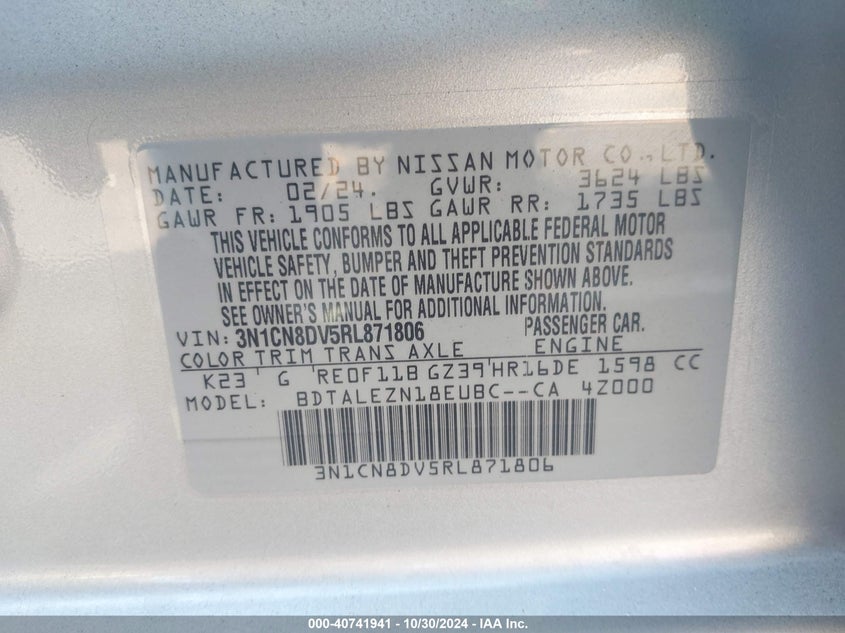 MANUFACTURED BY NISSAN MOTOR CO., LTD.
DATE: 02/24. GVWR: 3624 LBS
GAWR FR: 1905 LBS GAWR RR: 1735 LBS
THIS VEHICLE CONFORMS TO ALL APPLICABLE FEDERAL MOTOR
VEHICLE SAFETY, BUMPER AND THEFT PREVENTION STANDARDS
IN EFFECT ON THE DATE OF MANUFACTURE SHOWN ABOVE.
SEE OWNER'S MANUAL FOR ADDITIONAL INFORMATION.
VIN: 3N1CN8DV5RL871806 PASSENGER CAR.
COLOR TRIM TRANS AXLE ENGINE
K23 G RE0F11B GZ39 HR16DE 1598 CC
MODEL: BDTALEZN18EUBC--CA 4Z000
3N1CN8DV5RL871806
000-40741941 - 10/30/2024 - IAA Inc.